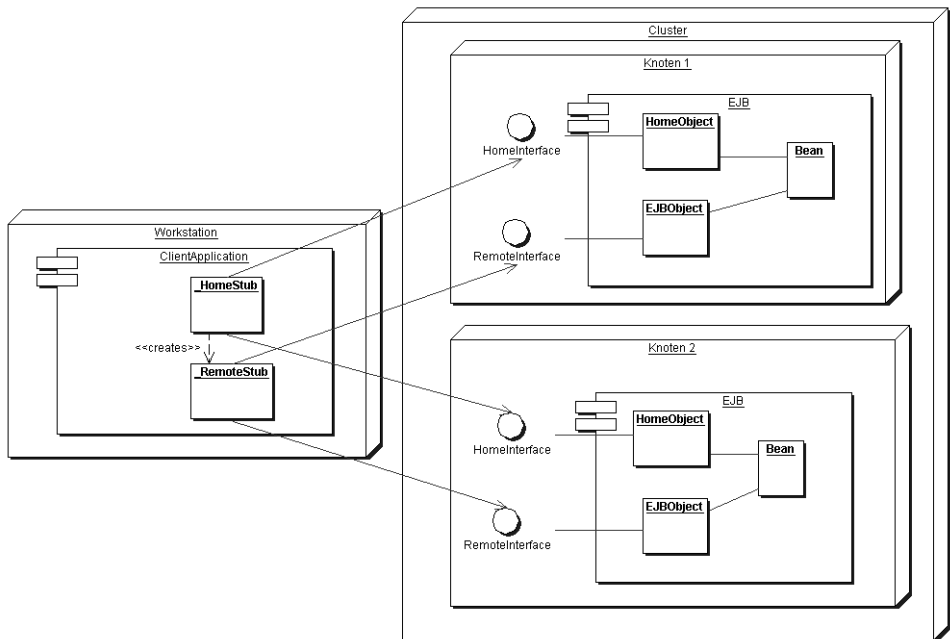 Cluster
Knoten 1
EJB
HomeObject
HomeInterface
Bean
EJBObject
RemoteInterface
Workstation
ClientApplication
_HomeStub
<<creates>>
_RemoteStub
Knoten 2
EJB
HomeObject
HomeInterface
Bean
EJBObject
RemoteInterface